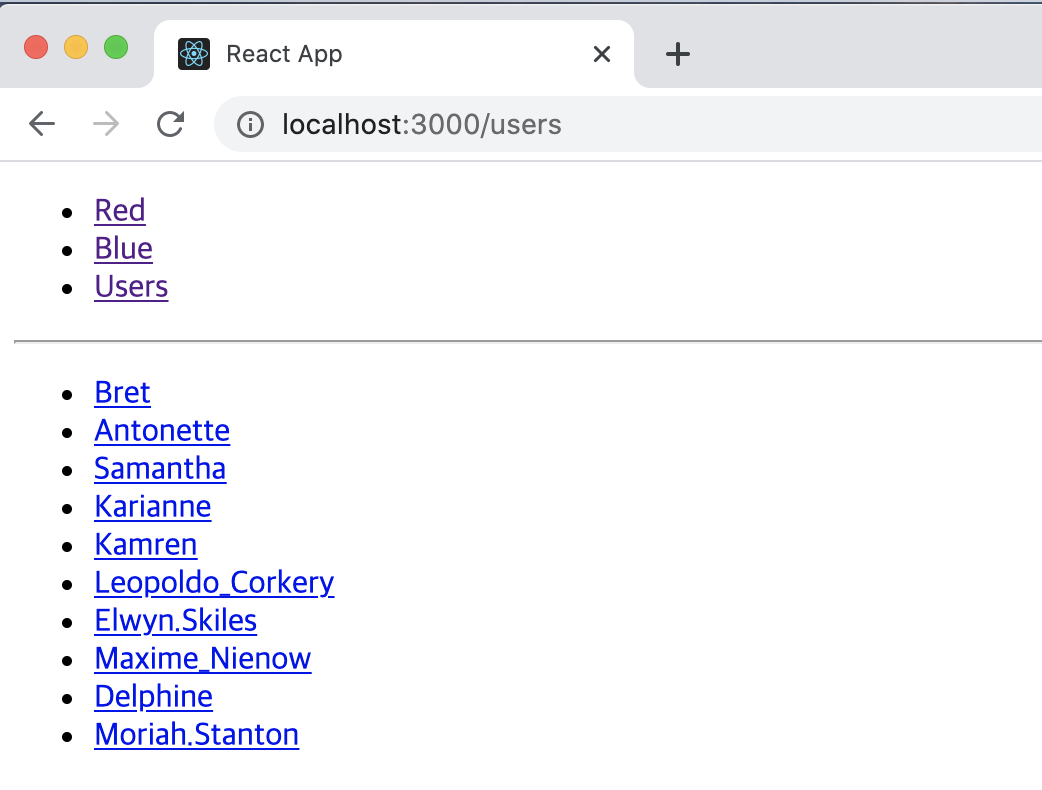 React App
localhost:3000/users
Red
Blue
Users
Bret
Antonette
Samantha
Karianne
Kamren
Leopoldo_Corkery
Elwyn.Skiles
Maxime_Nienow
Delphine
Moriah.Stanton